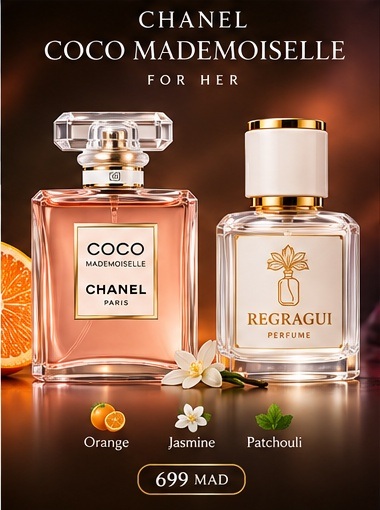 CHANEL
COCO MADEMOISELLE
FOR HER
COCO
MADEMOISELLE
CHANEL
PARIS
REGRAGUI
PERFUME
Orange
Jasmine
Patchouli
699 MAD